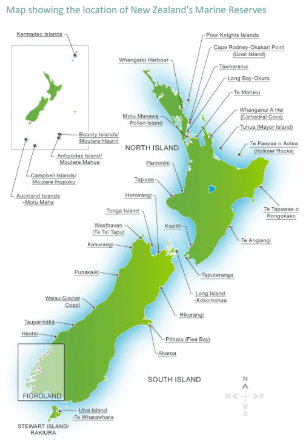 Map showing the location of New Zealand's Marine Reserves
Kermadec Islands
Poor Knights Islands
Cape Rodney-Okakari Point
(Goat Island)
Whangarei Harbour
Tāwharanui
Long Bay-Okura
Te Matuku
Motu Manawa
-Pollen Island
Whanganui A Hei
(Cathedral Cove)
Tuhua (Mayor Island)
Bounty Islands/
Moutere Hauriri
NORTH ISLAND
Te Paepae o Aotea
(Volkner Rocks)
Antipodes Island/
Moutere Mahue
Parininihi
Campbell Islands/
Moutere Ihupuku
Tapuae
Auckland Islands
-Motu Maha
Horoirangi
Tonga Island
Te Tapuwae o
Rongokako
Westhaven
(Te Tai Tapu)
Kapiti
Kahurangi
Te Angiangi
Punakaiki
Taputeranga
Long Island
-Kokomohua
Waiau Glacier
Coast
Hikurangi
Tauparikākā
Pōhatu (Flea Bay)
Hautai
Akaroa
SOUTH ISLAND
N
W
E
S
FIORDLAND
Ulva Island
-Te Wharawhara
STEWART ISLAND/
RAKIURA